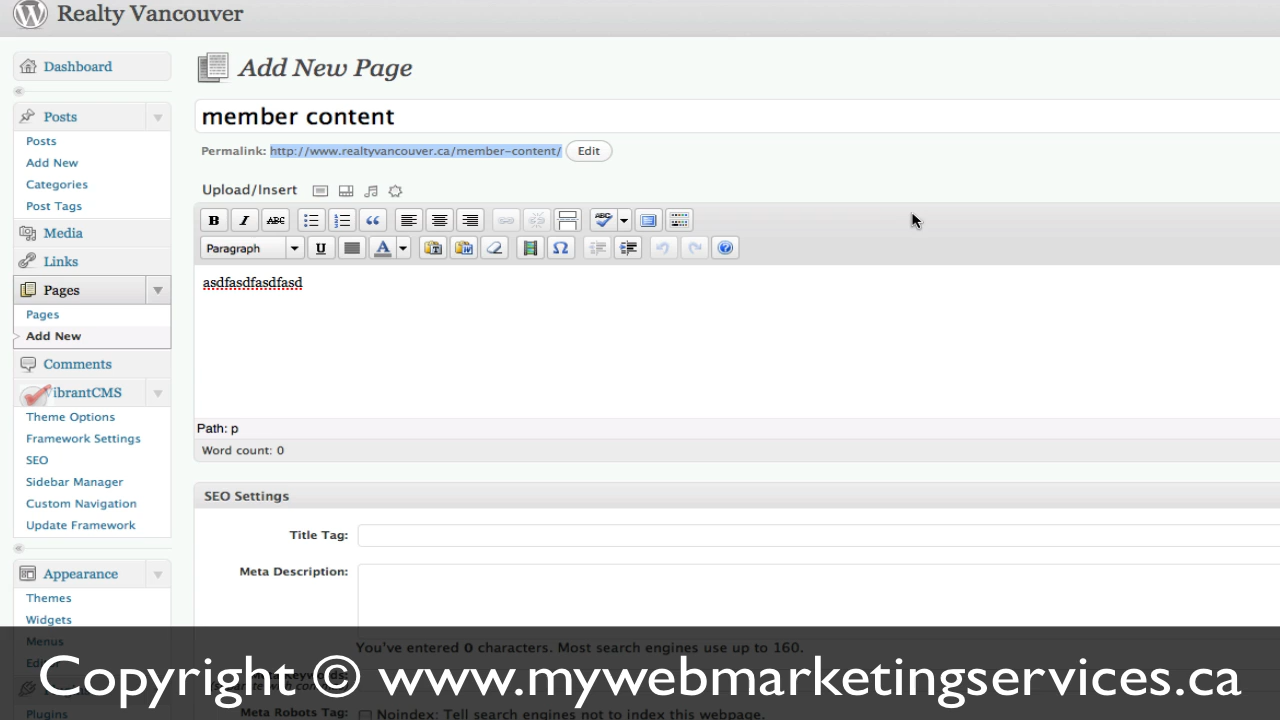 Realty Vancouver
Dashboard
Add New Page
Posts
member content
Posts
Permalink: http://www.realtyvancouver.ca/member-content/ Edit
Add New
Categories
Upload/Insert
Post Tags
B I ABC ABC
Media
Paragraph U A
Links
Pages
asdfasdfasdfasd
Pages
Add New
Comments
ibrantCMS
Theme Options
Path: p
Framework Settings
Word count: 0
SEO
Sidebar Manager
SEO Settings
Custom Navigation
Update Framework
Title Tag:
Meta Description:
Appearance
Themes
Widgets
Menus
You've entered 0 characters. Most search engines use up to 160.
Copyright © www.mywebmarketingservices.ca
Plugins
Meta Robots Tag: Noindex: Tell search engines not to index this webpage.